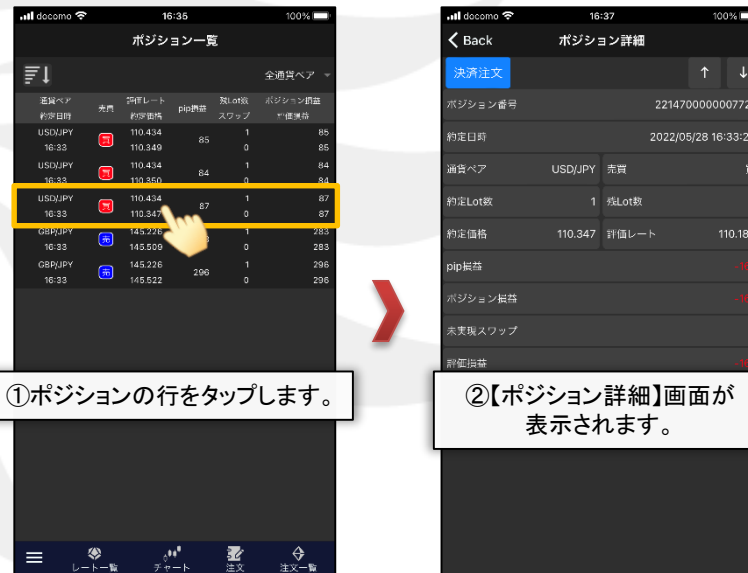 docomo 16:35 100%
ポジション一覧
全通貨ペア
通貨ペア 売買 評価レート pip損益 残Lot数 ポジション損益
約定日時 約定価格 スワップ 評価損益
USD/JPY 買 110.434 85 1 85
16:33 110.349 0 85
USD/JPY 買 110.434 84 1 84
16:33 110.350 0 84
USD/JPY 買 110.434 87 1 87
16:33 110.347 0 87
GBP/JPY 売 145.226 1 283
16:33 145.509 0 283
GBP/JPY 売 145.226 296 1 296
16:33 145.522 0 296
①ポジションの行をタップします。
レート一覧 チャート 注文 注文一覧
docomo 16:37 100%
Back ポジション詳細
決済注文 ↑ ↓
ポジション番号 221470000000772
約定日時 2022/05/28 16:33:2
通貨ペア USD/JPY 売買
約定Lot数 1 残Lot数
約定価格 110.347 評価レート 110.18
pip損益
ポジション損益
未実現スワップ
評価損益
②【ポジション詳細】画面が
表示されます。